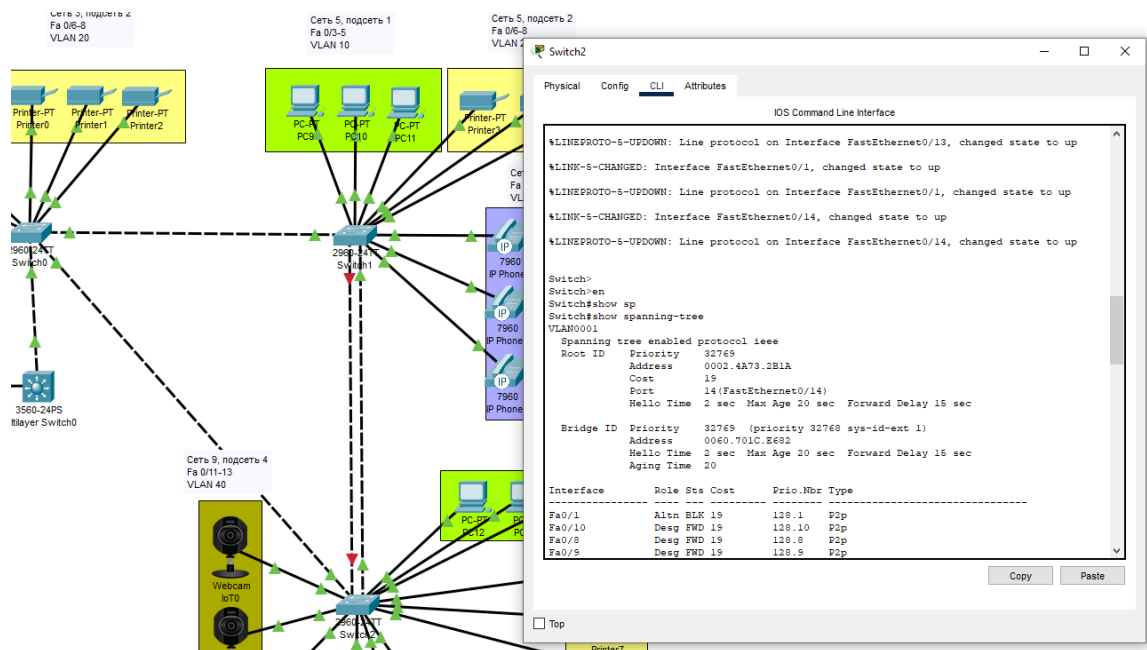 Сеть 3, подсеть 2
Fa 0/6-8
VLAN 20
Сеть 5, подсеть 1
Fa 0/3-5
VLAN 10
Сеть 5, подсеть 2
Fa 0/6-8
VLAN 2
Printer-PT
Printer0
Printer-PT
Printer1
Printer-PT
Printer2
PC-PT
PC9
PC-PT
PC10
PC-PT
PC11
Printer-PT
Printer3
Fa
VL
2960-24TT
Switch0
2960-24TT
Switch1
IP
7960
IP Phone
IP
7960
IP Phone
IP
7960
IP Phone
3560-24PS
ltilayer Switch0
Сеть 9, подсеть 4
Fa 0/11-13
VLAN 40
Webcam
IoT0
PC-PT
PC12
2960-24TT
Switch2
Printer7
Switch2
Physical Config CLI Attributes
IOS Command Line Interface
%LINEPROTO-5-UPDOWN: Line protocol on Interface FastEthernet0/13, changed state to up
%LINK-5-CHANGED: Interface FastEthernet0/1, changed state to up
%LINEPROTO-5-UPDOWN: Line protocol on Interface FastEthernet0/1, changed state to up
%LINK-5-CHANGED: Interface FastEthernet0/14, changed state to up
%LINEPROTO-5-UPDOWN: Line protocol on Interface FastEthernet0/14, changed state to up
Switch>
Switch>en
Switch#show sp
Switch#show spanning-tree
VLAN0001
Spanning tree enabled protocol ieee
Root ID Priority 32769
Address 0002.4A73.2B1A
Cost 19
Port 14(FastEthernet0/14)
Hello Time 2 sec Max Age 20 sec Forward Delay 15 sec
Bridge ID Priority 32769 (priority 32768 sys-id-ext 1)
Address 0060.701C.E682
Hello Time 2 sec Max Age 20 sec Forward Delay 15 sec
Aging Time 20
Interface Role Sts Cost Prio.Nbr Type
---------------- ---- --- --------- -------- --------------------------------
Fa0/1 Altn BLK 19 128.1 P2p
Fa0/10 Desg FWD 19 128.10 P2p
Fa0/8 Desg FWD 19 128.8 P2p
Fa0/9 Desg FWD 19 128.9 P2p
Copy Paste
Top